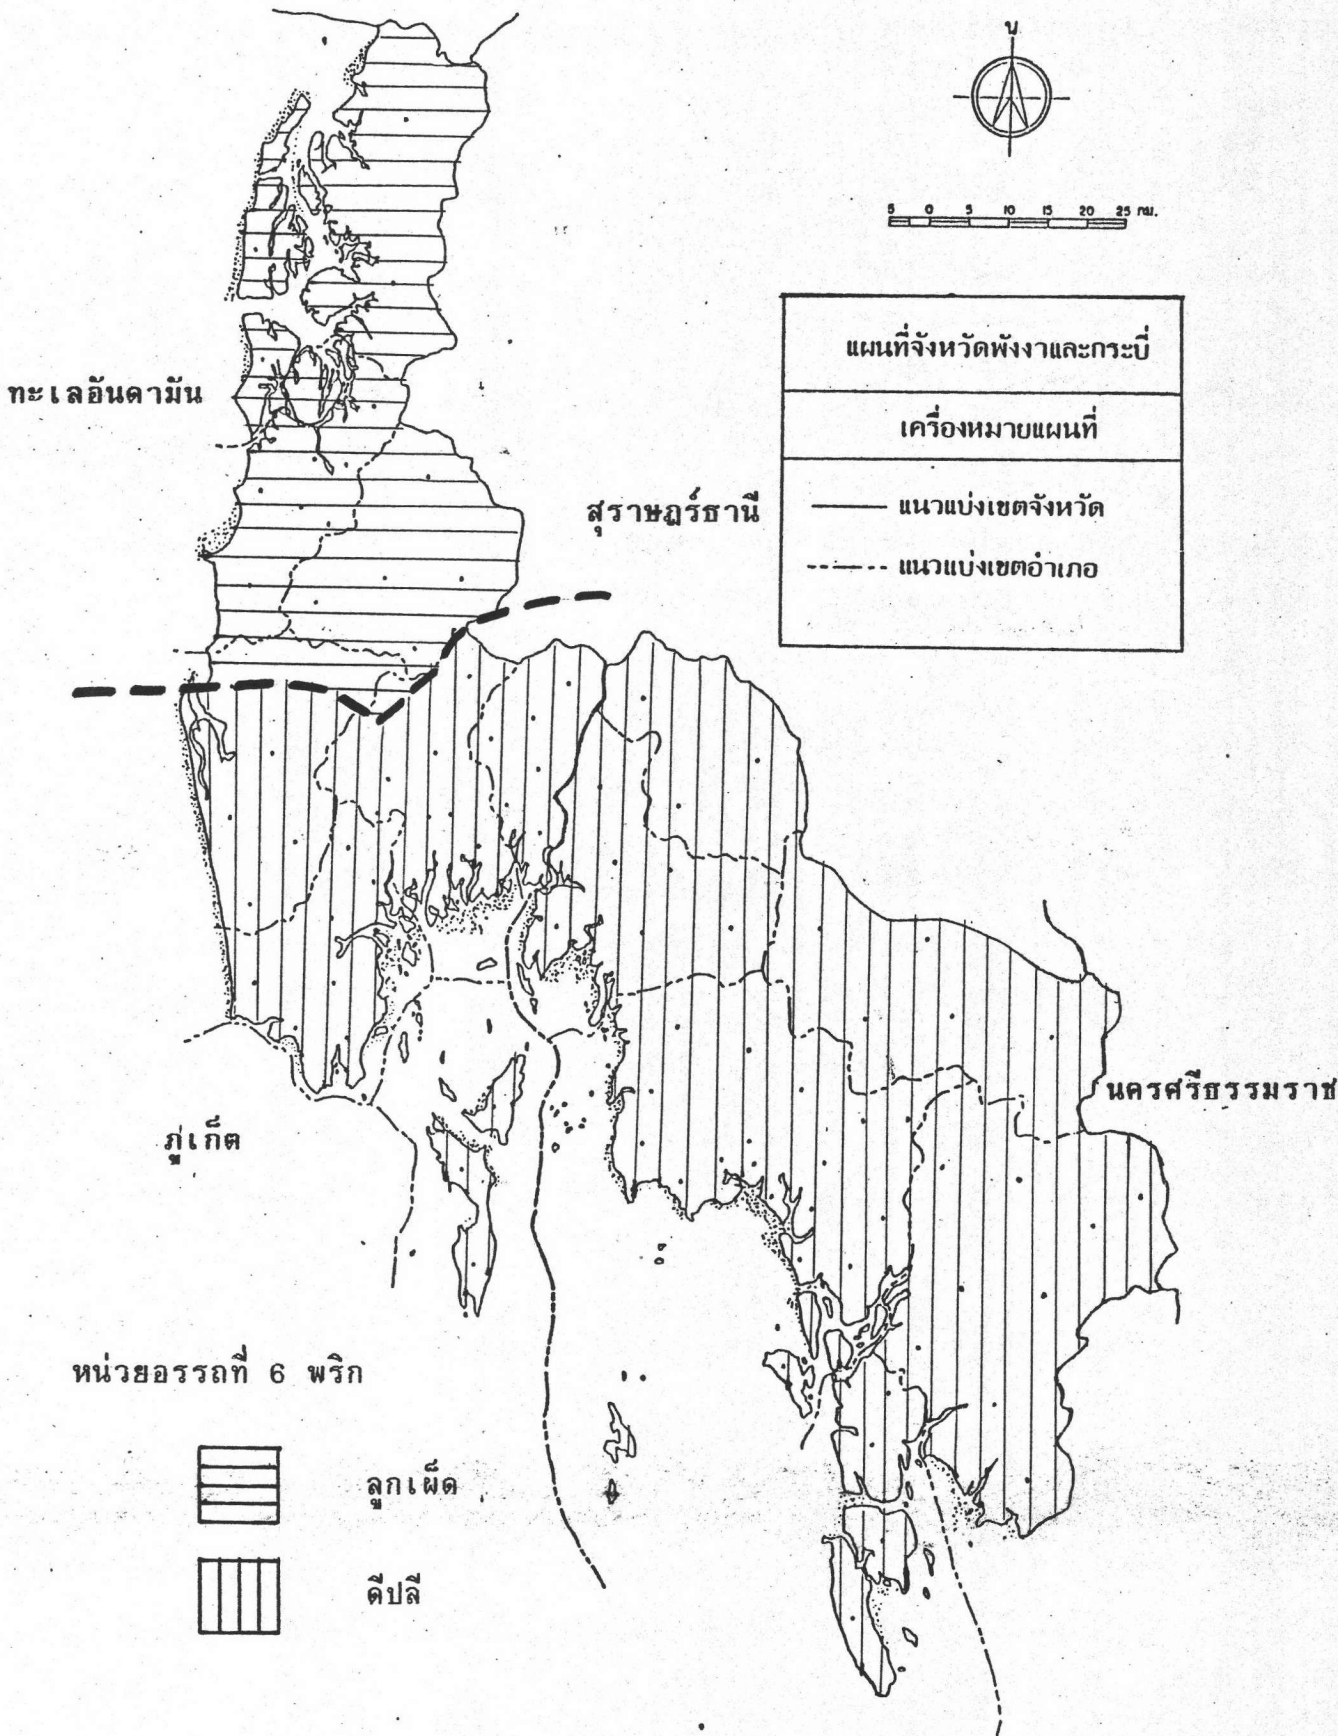 น
5 0 5 10 15 20 25 กม.
แผนที่จังหวัดพังงาและกระบี่
เครื่องหมายแผนที่
แนวแบ่งเขตจังหวัด
แนวแบ่งเขตอำเภอ
ทะเลอันดามัน
สุราษฎร์ธานี
นครศรีธรรมราช
ภูเก็ต
หน่วยอรรถที่ 6 พริก
ลูกเผ็ด
ดีปลี